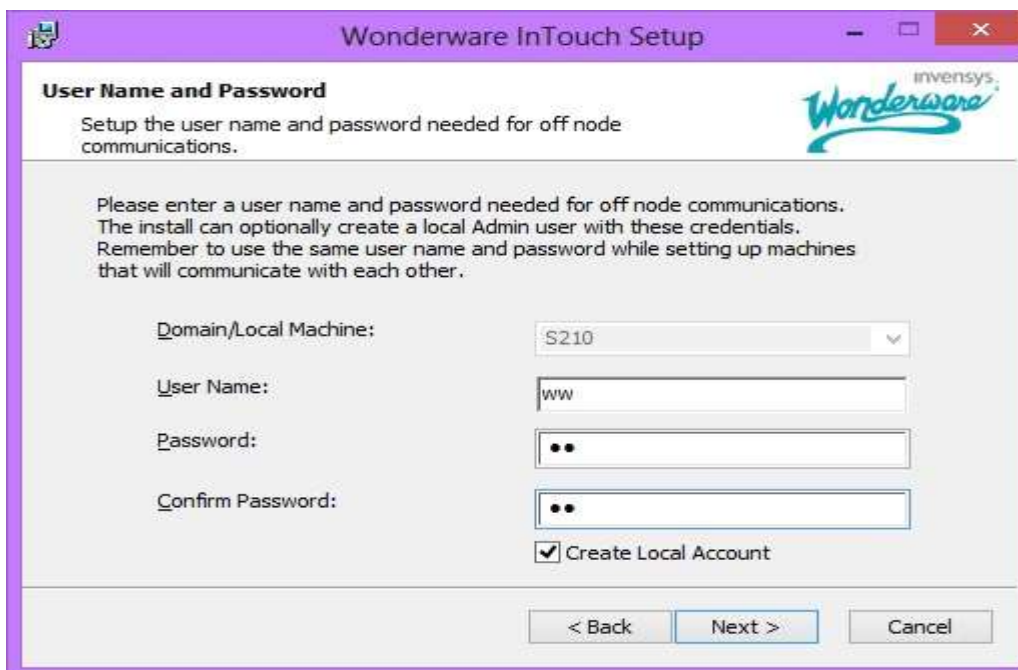 Wonderware InTouch Setup
User Name and Password
Setup the user name and password needed for off node
communications.
invensys.
Wonderware
Please enter a user name and password needed for off node communications.
The install can optionally create a local Admin user with these credentials.
Remember to use the same user name and password while setting up machines
that will communicate with each other.
Domain/Local Machine:
S210
User Name:
ww
Password:
••
Confirm Password:
••
Create Local Account
< Back
Next >
Cancel